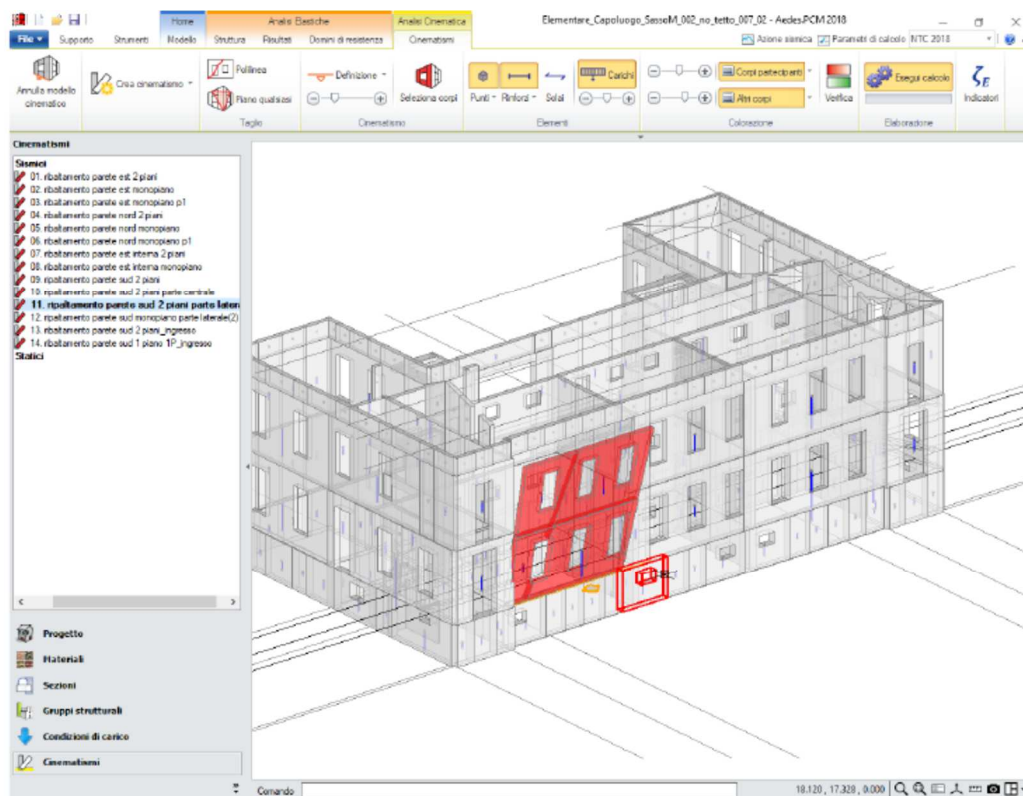 Home
Analisi Elastiche
Analisi Cinematica
Elementare_Capoluogo_SassoM_002_no_tetto_007_02 - Aedes.PCM 2018
File
Supporto
Strumenti
Modello
Struttura
Risultati
Domini di resistenza
Cinematismi
Azione sismica
Parametri di calcolo
NTC 2018
Annulla modello cinematico
Crea cinematismo
Polilinea
Piano qualsiasi
Taglio
Definizione
Seleziona corpi
Cinematismo
Punti
Rinforzi
Solai
Carichi
Elementi
Corpi partecipanti
Altri corpi
Verifica
Colorazione
Esegui calcolo
Elaborazione
ζE
Indicatori
Cinematismi
Sismici
01. ribaltamento parete est 2 piani
02. ribaltamento parete est monopiano
03. ribaltamento parete est monopiano p1
04. ribaltamento parete nord 2 piani
05. ribaltamento parete nord monopiano
06. ribaltamento parete nord monopiano p1
07. ribaltamento parete est interna 2 piani
08. ribaltamento parete est interna monopiano
09. ripaltamento parete sud 2 piani
10. ripaltamento parete sud 2 piani parte centrale
11. ripaltamento parete sud 2 piani parte later
12. ripaltamento parete sud monopiano parte laterale(2)
13. ribaltamento parete sud 2 piani_ingresso
14. ribaltamento parete sud 1 piano 1P_ingresso
Statici
Progetto
Materiali
Sezioni
Gruppi strutturali
Condizioni di carico
Cinematismi
Comando
18.120 , 17.328 , 0.000